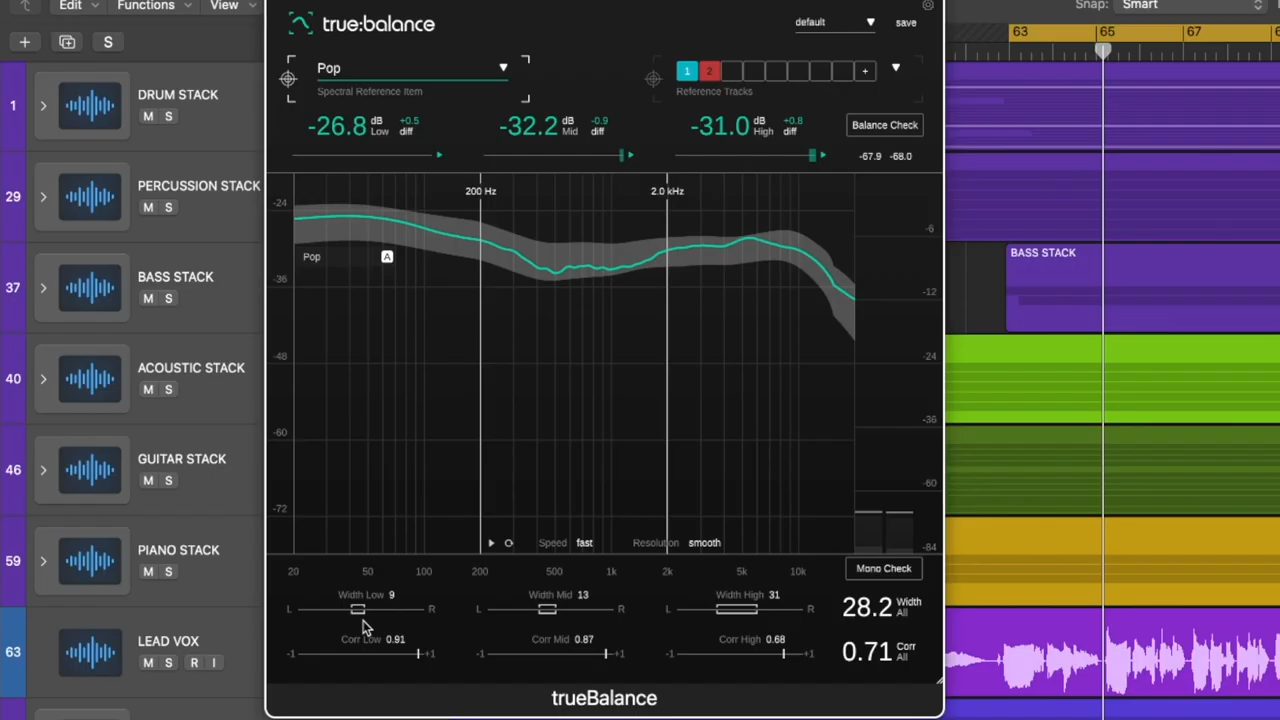 Edit
Functions
View
Snap: Smart
true:balance
default
save
S
63
65
67
Pop
Spectral Reference Item
1
2
+
Reference Tracks
1
DRUM STACK
M S
-26.8 dB Low +0.5 diff
-32.2 dB Mid -0.9 diff
-31.0 dB High +0.8 diff
Balance Check
-67.9 -68.0
29
PERCUSSION STACK
M S
200 Hz
2.0 kHz
-24
-36
-48
-60
-72
-6
-12
-24
-36
-60
-84
Pop
A
37
BASS STACK
M S
BASS STACK
40
ACOUSTIC STACK
M S
46
GUITAR STACK
M S
Speed fast
Resolution smooth
59
PIANO STACK
M S
20 50 100 200 500 1k 2k 5k 10k
Mono Check
Width Low 9
L R
Width Mid 13
L R
Width High 31
L R
28.2 Width All
63
LEAD VOX
M S R I
Corr Low 0.91
-1 +1
Corr Mid 0.87
-1 +1
Corr High 0.68
-1 +1
0.71 Corr All
trueBalance